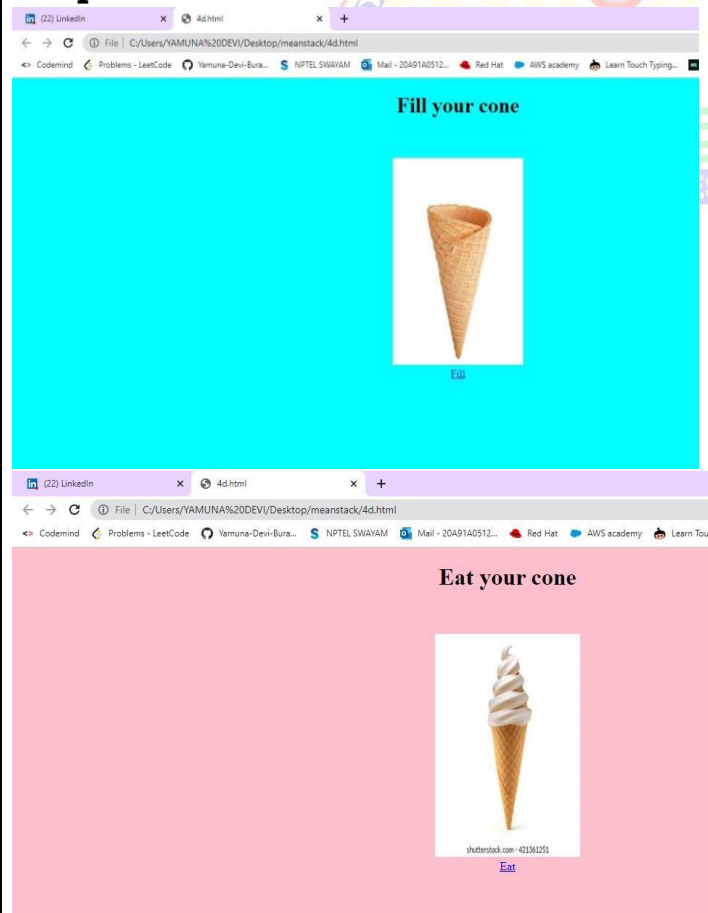 (22) LinkedIn 4d.html
File C:/Users/YAMUNA%20DEVI/Desktop/meanstack/4d.html
Codemind Problems - LeetCode Yamuna-Devi-Bura... NPTEL SWAYAM Mail - 20A91A0512... Red Hat AWS academy Learn Touch Typing...
Fill your cone
Fill
(22) LinkedIn 4d.html
File C:/Users/YAMUNA%20DEVI/Desktop/meanstack/4d.html
Codemind Problems - LeetCode Yamuna-Devi-Bura... NPTEL SWAYAM Mail - 20A91A0512... Red Hat AWS academy Learn Tou
Eat your cone
shutterstock.com · 421361251
Eat